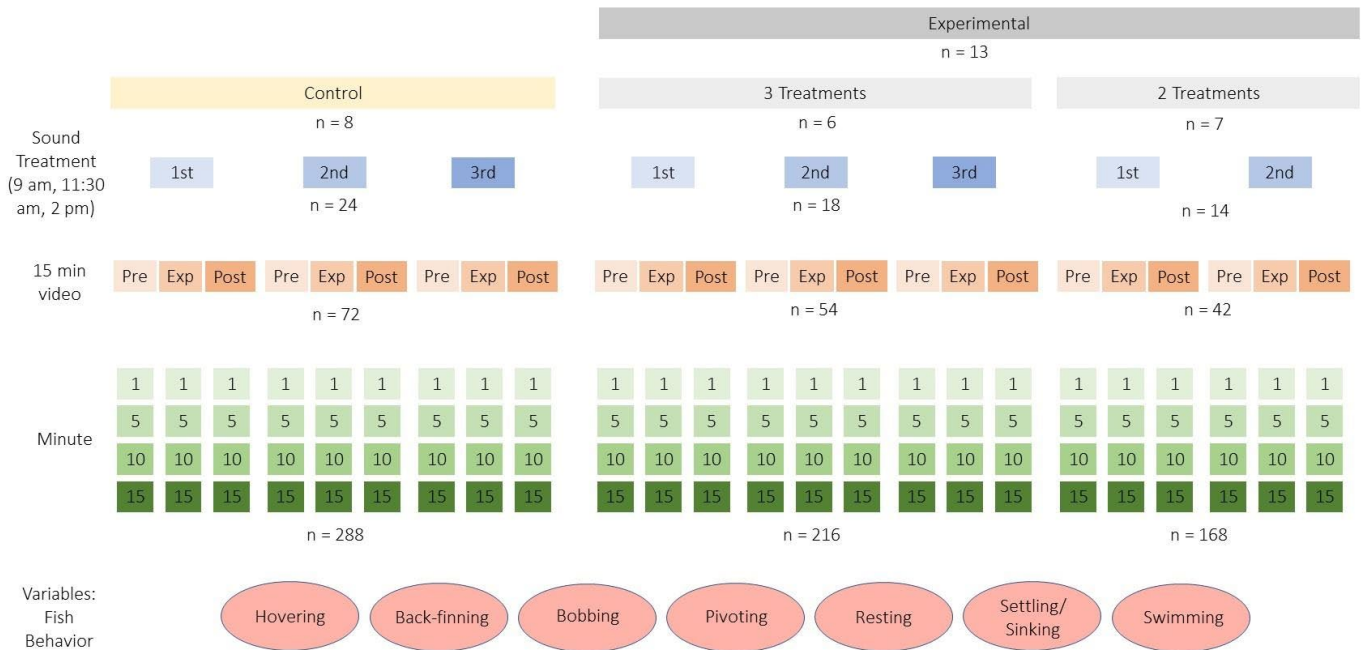 Experimental
n = 13
Control 3 Treatments 2 Treatments
n = 8 n = 6 n = 7
Sound
Treatment
(9 am, 11:30
am, 2 pm)
1st 2nd 3rd 1st 2nd 3rd 1st 2nd
n = 24 n = 18 n = 14
15 min
video
Pre Exp Post Pre Exp Post Pre Exp Post Pre Exp Post Pre Exp Post Pre Exp Post Pre Exp Post Pre Exp Post
n = 72 n = 54 n = 42
Minute
1 1 1 1 1 1 1 1 1 1 1 1 1 1 1 1 1 1 1 1 1 1 1 1
5 5 5 5 5 5 5 5 5 5 5 5 5 5 5 5 5 5 5 5 5 5 5 5
10 10 10 10 10 10 10 10 10 10 10 10 10 10 10 10 10 10 10 10 10 10 10 10
15 15 15 15 15 15 15 15 15 15 15 15 15 15 15 15 15 15 15 15 15 15 15 15
n = 288 n = 216 n = 168
Variables:
Fish
Behavior
Hovering Back-finning Bobbing Pivoting Resting Settling/ Swimming
Sinking